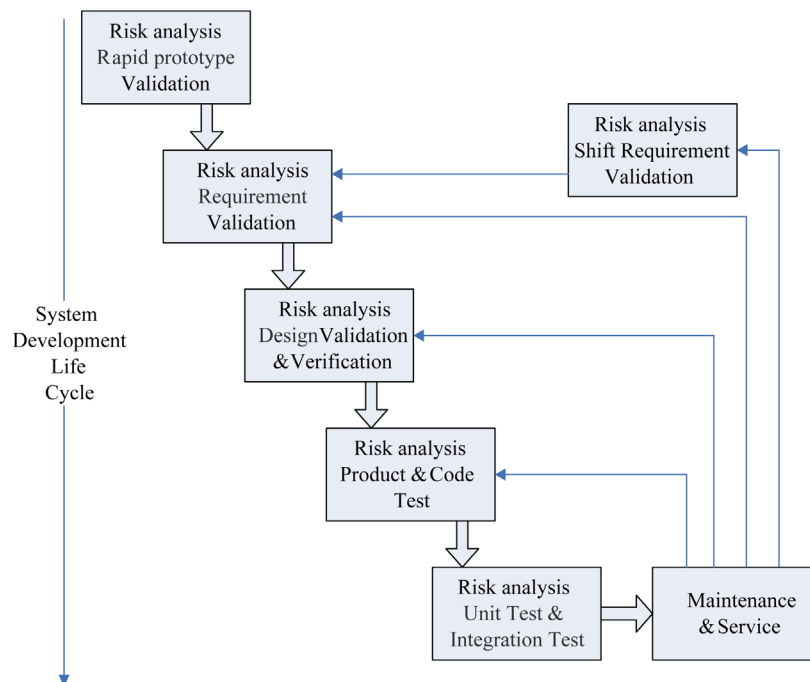 Risk analysis
Rapid prototype
Validation
Risk analysis
Shift Requirement
Validation
Risk analysis
Requirement
Validation
System
Development
Life
Cycle
Risk analysis
Design Validation
& Verification
Risk analysis
Product & Code
Test
Risk analysis
Unit Test &
Integration Test
Maintenance
& Service